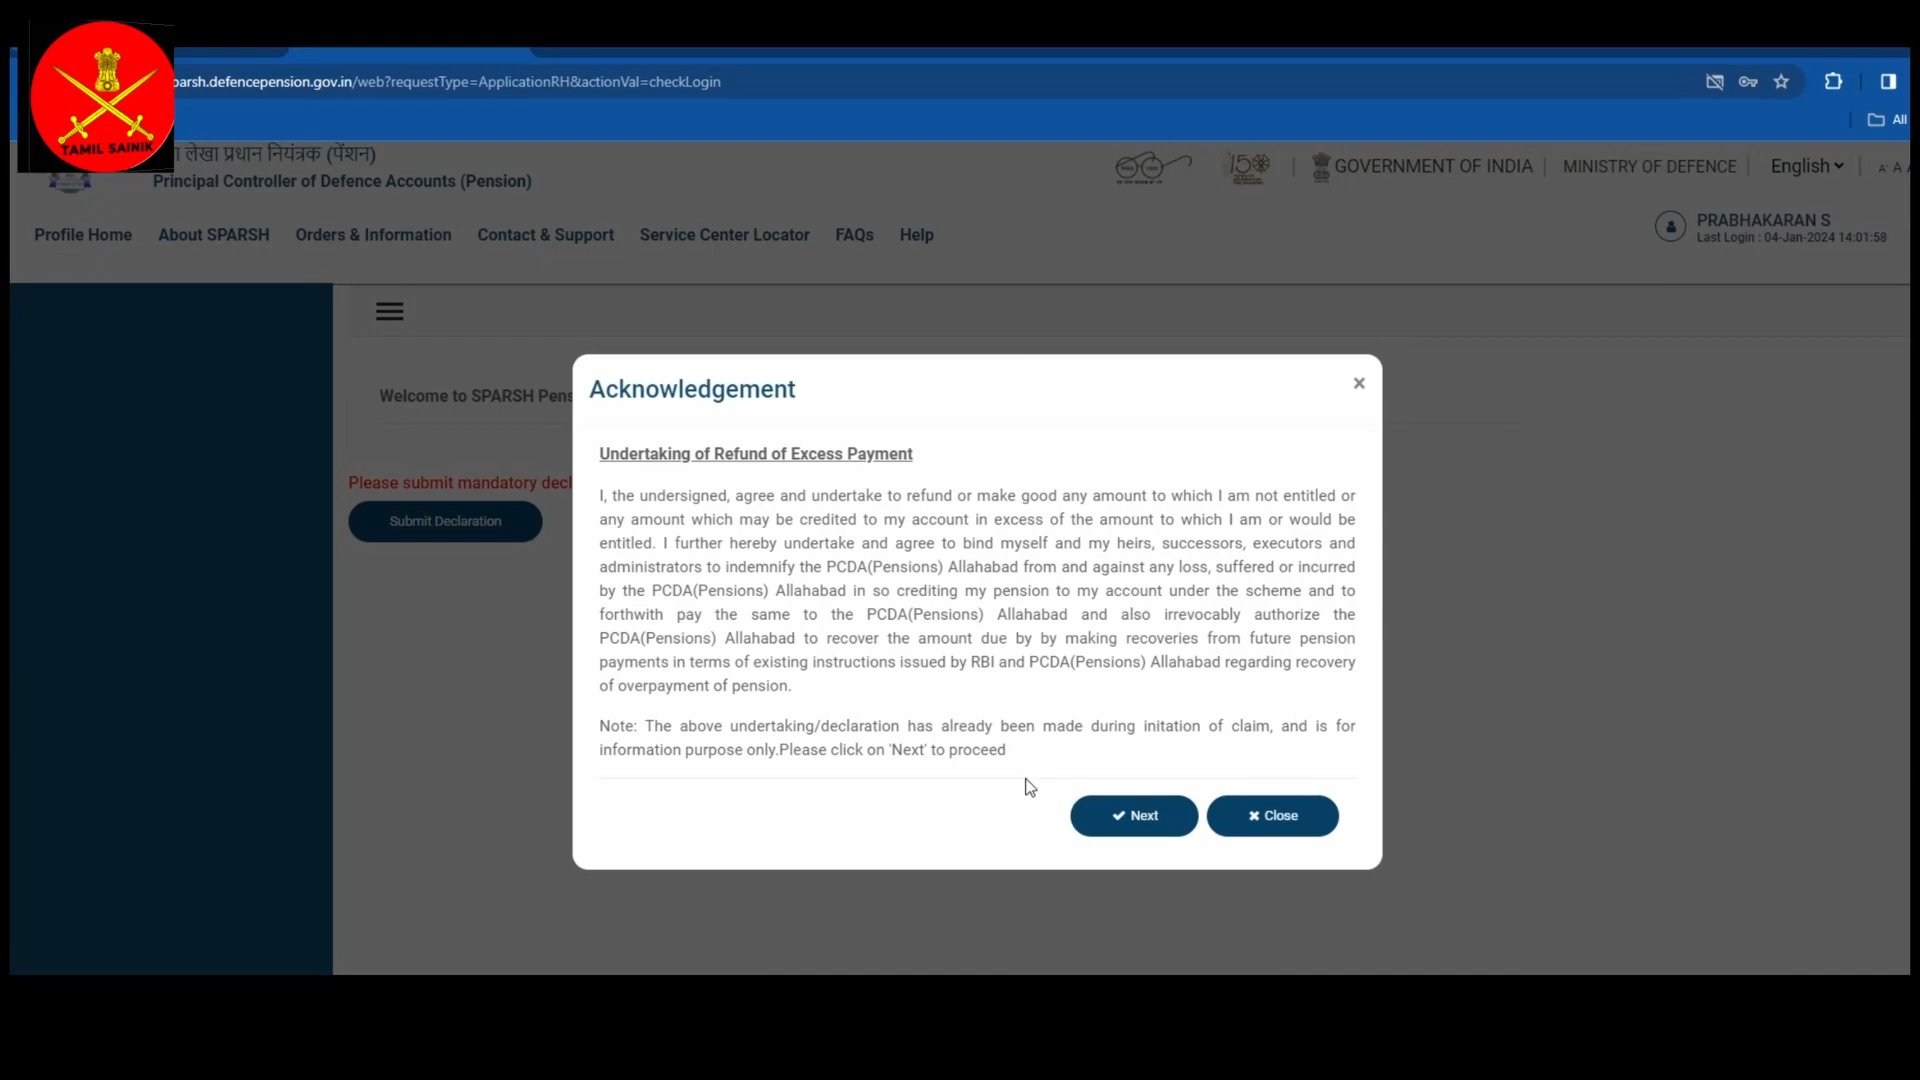 TAMIL SAINIK
parsh.defencepension.gov.in/web?requestType=ApplicationRH&actionVal=checkLogin
All
लेखा प्रधान नियंत्रक (पेंशन)
Principal Controller of Defence Accounts (Pension)
150
GOVERNMENT OF INDIA
MINISTRY OF DEFENCE
English
A- A
Profile Home About SPARSH Orders & Information Contact & Support Service Center Locator FAQs Help
PRABHAKARAN S
Last Login : 04-Jan-2024 14:01:58
Welcome to SPARSH Pens
Please submit mandatory decl
Submit Declaration
Acknowledgement
×
Undertaking of Refund of Excess Payment
I, the undersigned, agree and undertake to refund or make good any amount to which I am not entitled or
any amount which may be credited to my account in excess of the amount to which I am or would be
entitled. I further hereby undertake and agree to bind myself and my heirs, successors, executors and
administrators to indemnify the PCDA(Pensions) Allahabad from and against any loss, suffered or incurred
by the PCDA(Pensions) Allahabad in so crediting my pension to my account under the scheme and to
forthwith pay the same to the PCDA(Pensions) Allahabad and also irrevocably authorize the
PCDA(Pensions) Allahabad to recover the amount due by by making recoveries from future pension
payments in terms of existing instructions issued by RBI and PCDA(Pensions) Allahabad regarding recovery
of overpayment of pension.
Note: The above undertaking/declaration has already been made during initation of claim, and is for
information purpose only.Please click on 'Next' to proceed
Next
Close